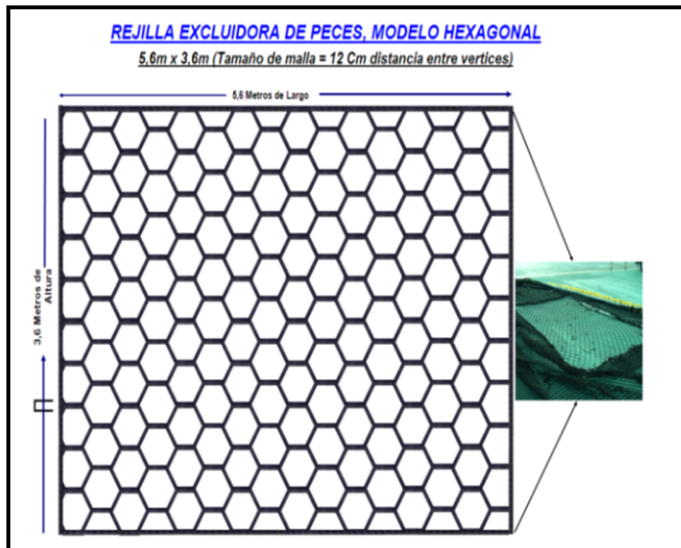 REJILLA EXCLUIDORA DE PECES, MODELO HEXAGONAL
5,6m x 3,6m (Tamaño de malla = 12 Cm distancia entre vertices)
5,6 Metros de Largo
3,6 Metros de
Altura